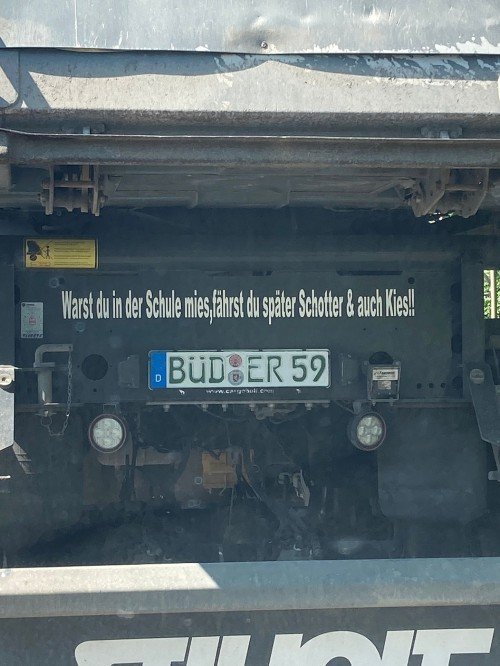 Warst du in der Schule mies,fährst du später Schotter & auch Kies!!
D BÜD ER 59